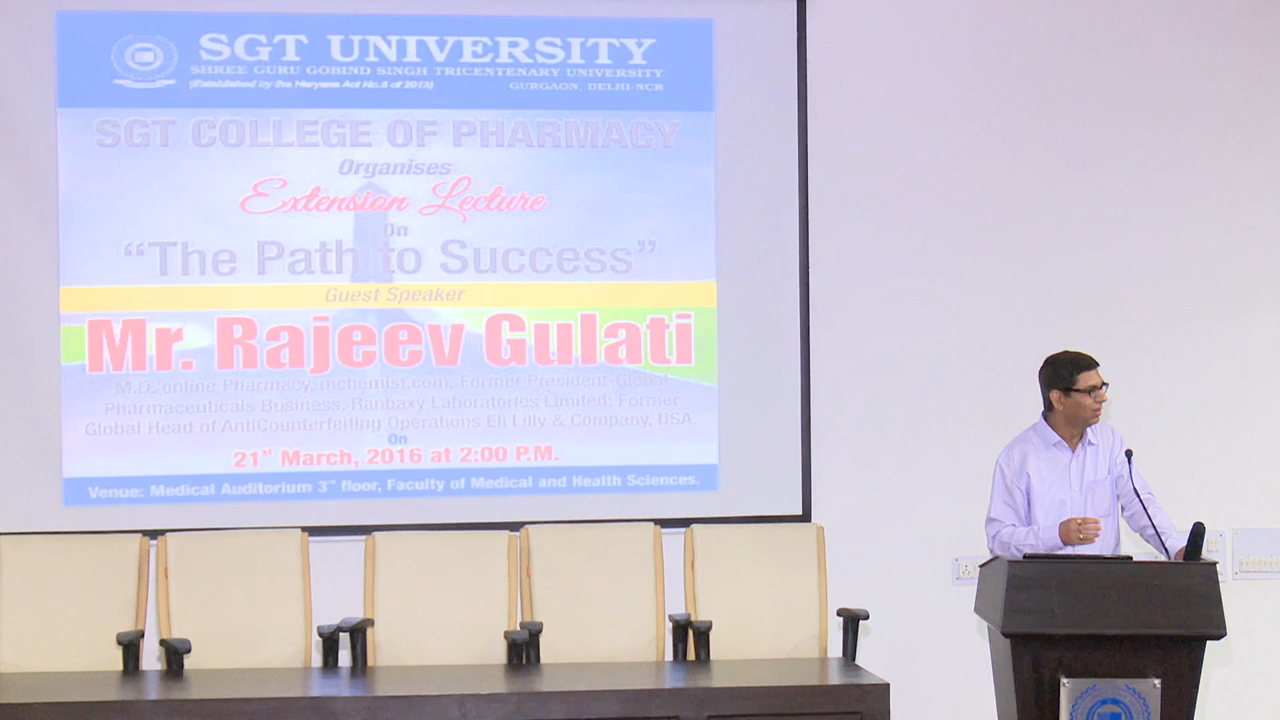 SGT UNIVERSITY
SHREE GURU GOBIND SINGH TRICENTENARY UNIVERSITY
(Established by the Haryana Act No.8 of 2013) GURGAON, DELHI-NCR
SGT COLLEGE OF PHARMACY
Organises
Extension Lecture
On
“The Path to Success”
Guest Speaker
Mr. Rajeev Gulati
M.D. online Pharmacy, mchemist.com), Former President-Global
Pharmaceuticals Business, Ranbaxy Laboratories Limited; Former
Global Head of AntiCounterfeiting Operations Eli Lilly & Company, USA.
On
21st March, 2016 at 2:00 P.M.
Venue: Medical Auditorium 3rd floor, Faculty of Medical and Health Sciences.